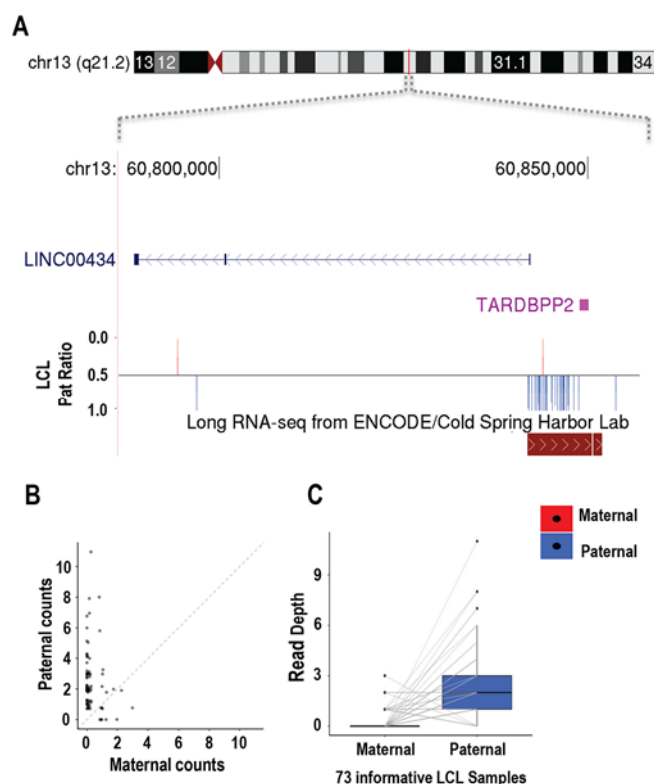 A
chr13 (q21.2) 13 12 31.1 34
chr13: 60,800,000 60,850,000
LINC00434
TARDBPP2
LCL
Pat Ratio
0.0
0.5
1.0
Long RNA-seq from ENCODE/Cold Spring Harbor Lab
B
Paternal counts
10
8
6
4
2
0
0 2 4 6 8 10
Maternal counts
C
Maternal
Paternal
Read Depth
9
6
3
0
Maternal Paternal
73 informative LCL Samples